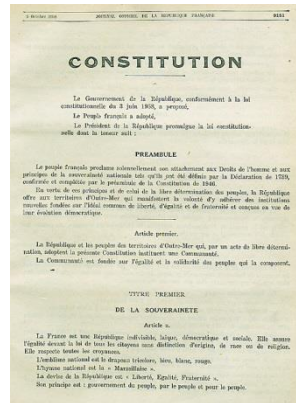 5 Octobre 1958 JOURNAL OFFICIEL DE LA RÉPUBLIQUE FRANÇAISE 9151
CONSTITUTION
Le Gouvernement de la République, conformément à la loi
constitutionnelle du 3 juin 1958, a proposé,
Le Peuple français a adopté,
Le Président de la République promulgue la loi constitution-
nelle dont la teneur suit :
PREAMBULE
Le peuple français proclame solennellement son attachement aux Droits de l'homme et aux
principes de la souveraineté nationale tels qu'ils ont été définis par la Déclaration de 1789,
confirmée et complétée par le préambule de la Constitution de 1946.
En vertu de ces principes et de celui de la libre détermination des peuples, la République
offre aux territoires d'Outre-Mer qui manifestent la volonté d'y adhérer des institutions
nouvelles fondées sur l'idéal commun de liberté, d'égalité et de fraternité et conçues en vue de
leur évolution démocratique.
Article premier.
La République et les peuples des territoires d'Outre-Mer qui, par un acte de libre détermi-
nation, adoptent la présente Constitution instituent une Communauté.
La Communauté est fondée sur l'égalité et la solidarité des peuples qui la composent.
TITRE PREMIER
DE LA SOUVERAINETE
Article 2.
La France est une République indivisible, laïque, démocratique et sociale. Elle assure
l'égalité devant la loi de tous les citoyens sans distinction d'origine, de race ou de religion.
Elle respecte toutes les croyances.
L'emblème national est le drapeau tricolore, bleu, blanc, rouge.
L'hymne national est la « Marseillaise ».
La devise de la République est « Liberté, Egalité, Fraternité ».
Son principe est : gouvernement du peuple, par le peuple et pour le peuple.